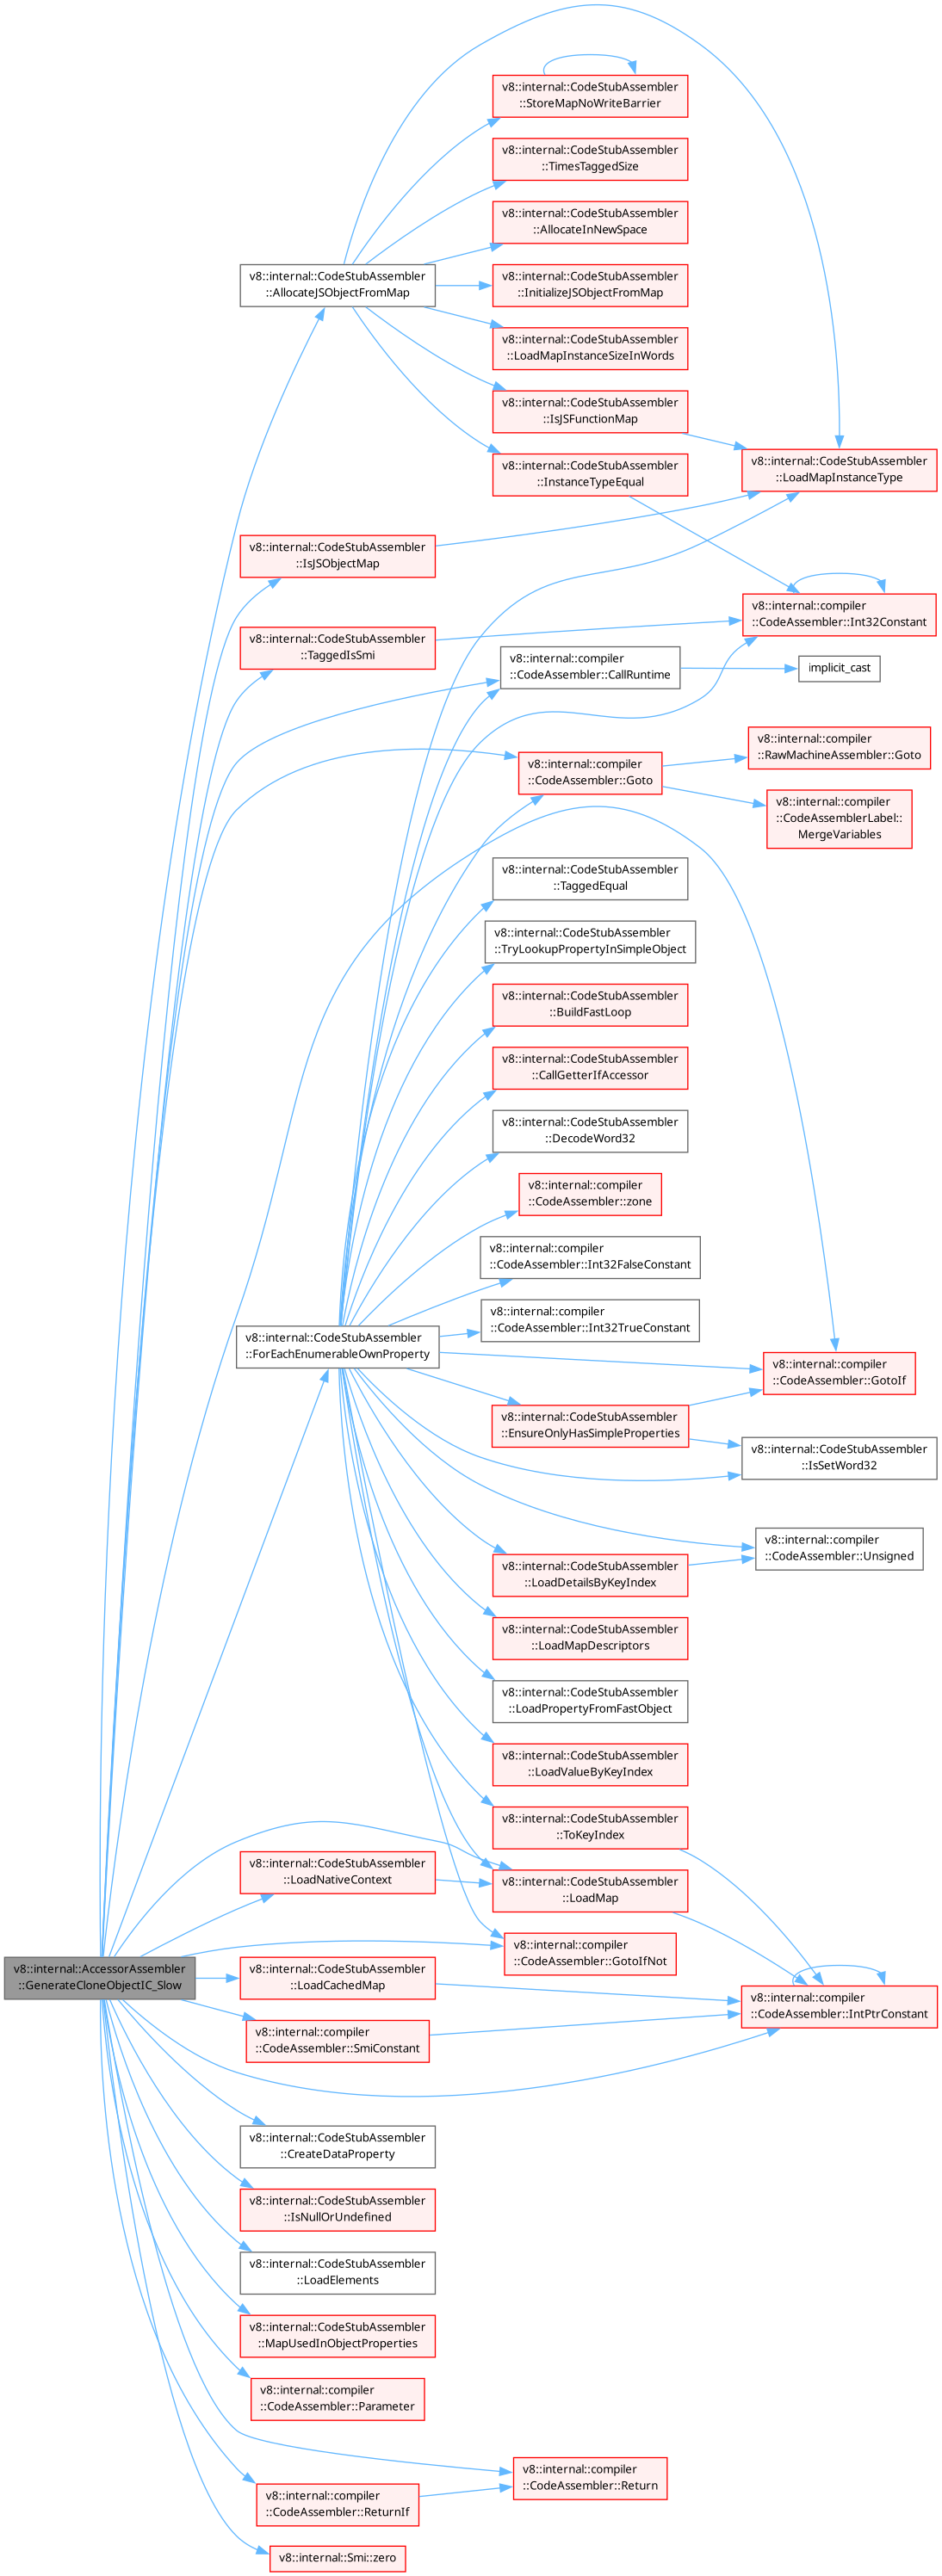 v8::internal::CodeStubAssembler
::StoreMapNoWriteBarrier
v8::internal::CodeStubAssembler
::TimesTaggedSize
v8::internal::CodeStubAssembler
::AllocateInNewSpace
v8::internal::CodeStubAssembler
::AllocateJSObjectFromMap
v8::internal::CodeStubAssembler
::InitializeJSObjectFromMap
v8::internal::CodeStubAssembler
::LoadMapInstanceSizeInWords
v8::internal::CodeStubAssembler
::IsJSFunctionMap
v8::internal::CodeStubAssembler
::LoadMapInstanceType
v8::internal::CodeStubAssembler
::InstanceTypeEqual
v8::internal::CodeStubAssembler
::IsJSObjectMap
v8::internal::compiler
::CodeAssembler::Int32Constant
v8::internal::CodeStubAssembler
::TaggedIsSmi
v8::internal::compiler
::CodeAssembler::CallRuntime
implicit_cast
v8::internal::compiler
::CodeAssembler::Goto
v8::internal::compiler
::RawMachineAssembler::Goto
v8::internal::compiler
::CodeAssemblerLabel::
MergeVariables
v8::internal::CodeStubAssembler
::TaggedEqual
v8::internal::CodeStubAssembler
::TryLookupPropertyInSimpleObject
v8::internal::CodeStubAssembler
::BuildFastLoop
v8::internal::CodeStubAssembler
::CallGetterIfAccessor
v8::internal::CodeStubAssembler
::DecodeWord32
v8::internal::compiler
::CodeAssembler::zone
v8::internal::compiler
::CodeAssembler::Int32FalseConstant
v8::internal::compiler
::CodeAssembler::Int32TrueConstant
v8::internal::CodeStubAssembler
::ForEachEnumerableOwnProperty
v8::internal::compiler
::CodeAssembler::GotoIf
v8::internal::CodeStubAssembler
::EnsureOnlyHasSimpleProperties
v8::internal::CodeStubAssembler
::IsSetWord32
v8::internal::compiler
::CodeAssembler::Unsigned
v8::internal::CodeStubAssembler
::LoadDetailsByKeyIndex
v8::internal::CodeStubAssembler
::LoadMapDescriptors
v8::internal::CodeStubAssembler
::LoadPropertyFromFastObject
v8::internal::CodeStubAssembler
::LoadValueByKeyIndex
v8::internal::CodeStubAssembler
::ToKeyIndex
v8::internal::CodeStubAssembler
::LoadNativeContext
v8::internal::CodeStubAssembler
::LoadMap
v8::internal::compiler
::CodeAssembler::GotoIfNot
v8::internal::AccessorAssembler
::GenerateCloneObjectIC_Slow
v8::internal::CodeStubAssembler
::LoadCachedMap
v8::internal::compiler
::CodeAssembler::IntPtrConstant
v8::internal::compiler
::CodeAssembler::SmiConstant
v8::internal::CodeStubAssembler
::CreateDataProperty
v8::internal::CodeStubAssembler
::IsNullOrUndefined
v8::internal::CodeStubAssembler
::LoadElements
v8::internal::CodeStubAssembler
::MapUsedInObjectProperties
v8::internal::compiler
::CodeAssembler::Parameter
v8::internal::compiler
::CodeAssembler::Return
v8::internal::compiler
::CodeAssembler::ReturnIf
v8::internal::Smi::zero